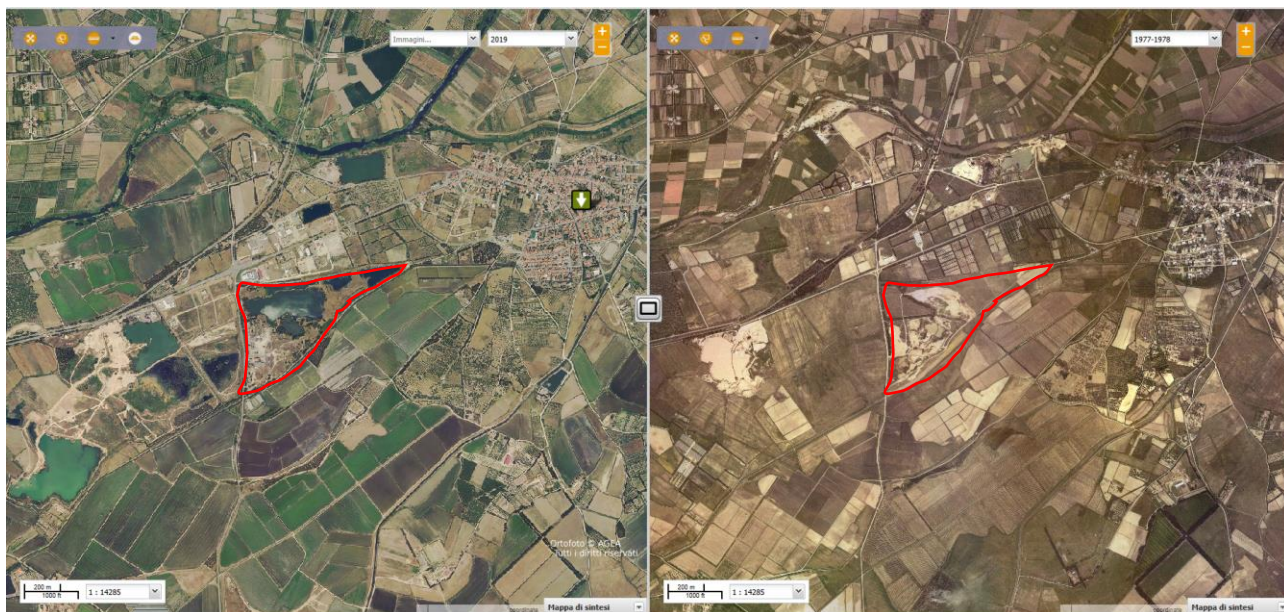 Immagini...
2019
1977-1978
Ortofoto © AGEA
Tutti i diritti riservati
200 m
1000 ft
1 : 14285
Mappa di sintesi
200 m
1000 ft
1 : 14285
Mappa di sintesi